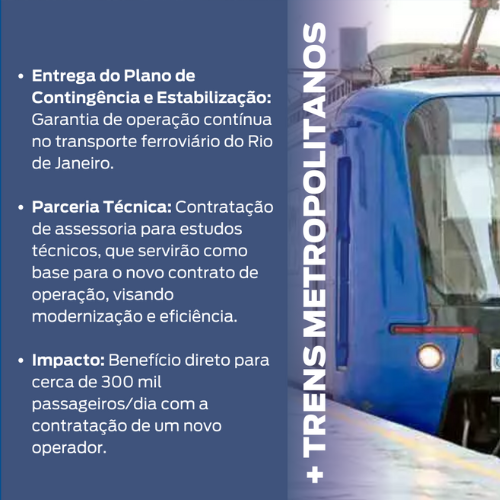 • Entrega do Plano de
Contingência e Estabilização:
Garantia de operação contínua
no transporte ferroviário do Rio
de Janeiro.
• Parceria Técnica: Contratação
de assessoria para estudos
técnicos, que servirão como
base para o novo contrato de
operação, visando
modernização e eficiência.
• Impacto: Benefício direto para
cerca de 300 mil
passageiros/dia com a
contratação de um novo
operador.
+ TRENS METROPOLITANOS